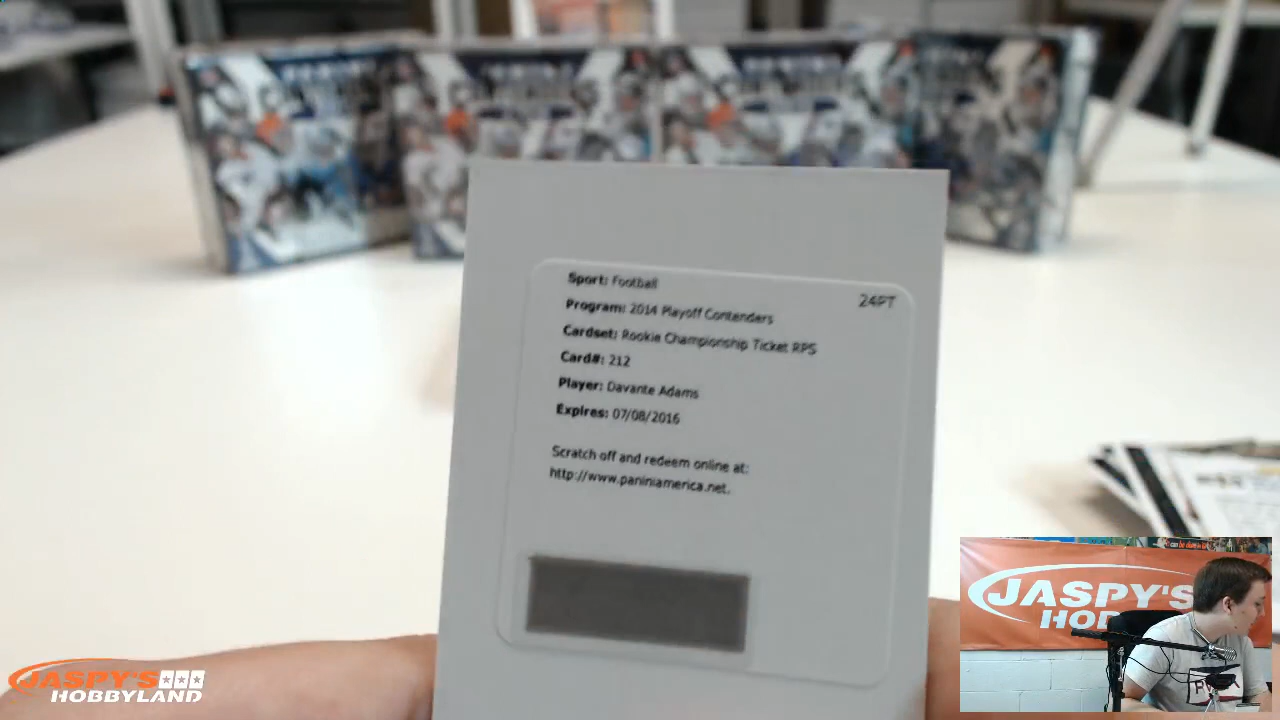 Sport: Football
24PT
Program: 2014 Playoff Contenders
Cardset: Rookie Championship Ticket RPS
Card#: 212
Player: Davante Adams
Expires: 07/08/2016
Scratch off and redeem online at:
http://www.paniniamerica.net.
JASPY'S
HOBBYLAND
JASPY'S
HOB